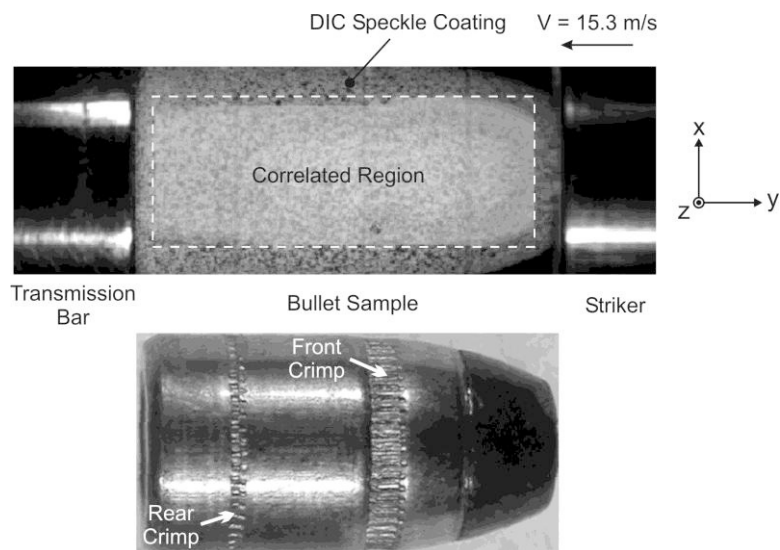 DIC Speckle Coating
V = 15.3 m/s
Correlated Region
x
z
y
Transmission
Bar
Bullet Sample
Striker
Front
Crimp
Rear
Crimp